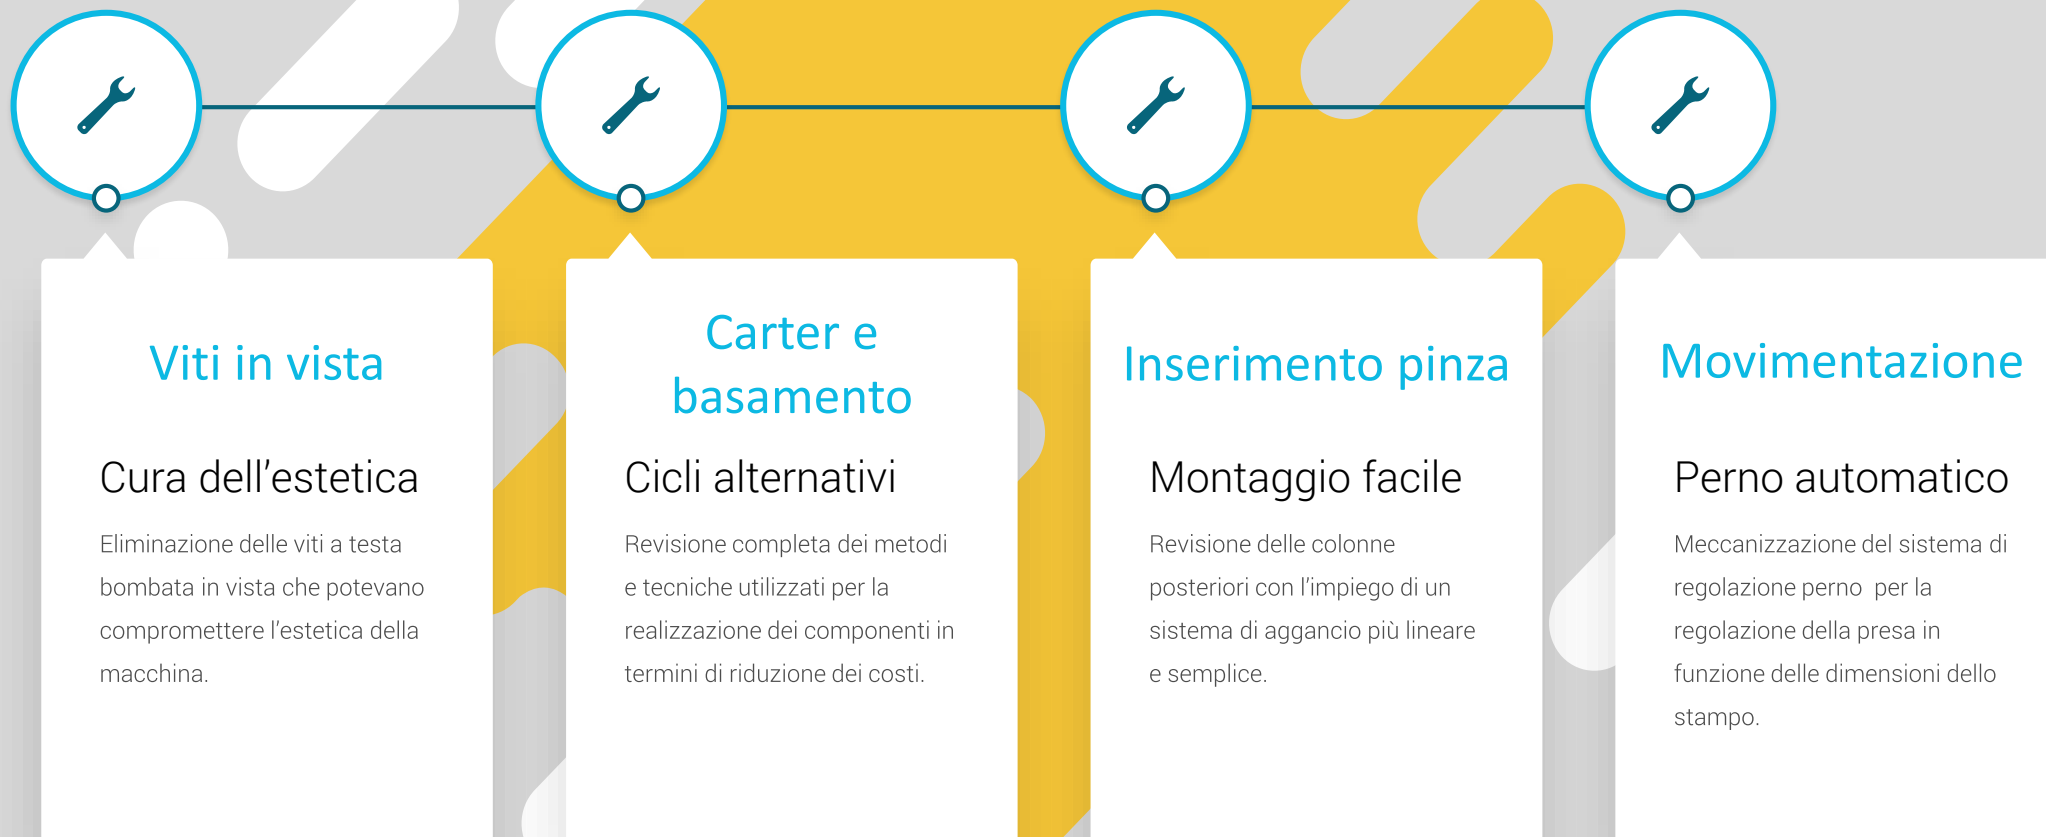 Viti in vista
Cura dell’estetica
Eliminazione delle viti a testa
bombata in vista che potevano
compromettere l’estetica della
macchina.
Carter e
basamento
Cicli alternativi
Revisione completa dei metodi
e tecniche utilizzati per la
realizzazione dei componenti in
termini di riduzione dei costi.
Inserimento pinza
Montaggio facile
Revisione delle colonne
posteriori con l’impiego di un
sistema di aggancio più lineare
e semplice.
Movimentazione
Perno automatico
Meccanizzazione del sistema di
regolazione perno  per la
regolazione della presa in
funzione delle dimensioni dello
stampo.